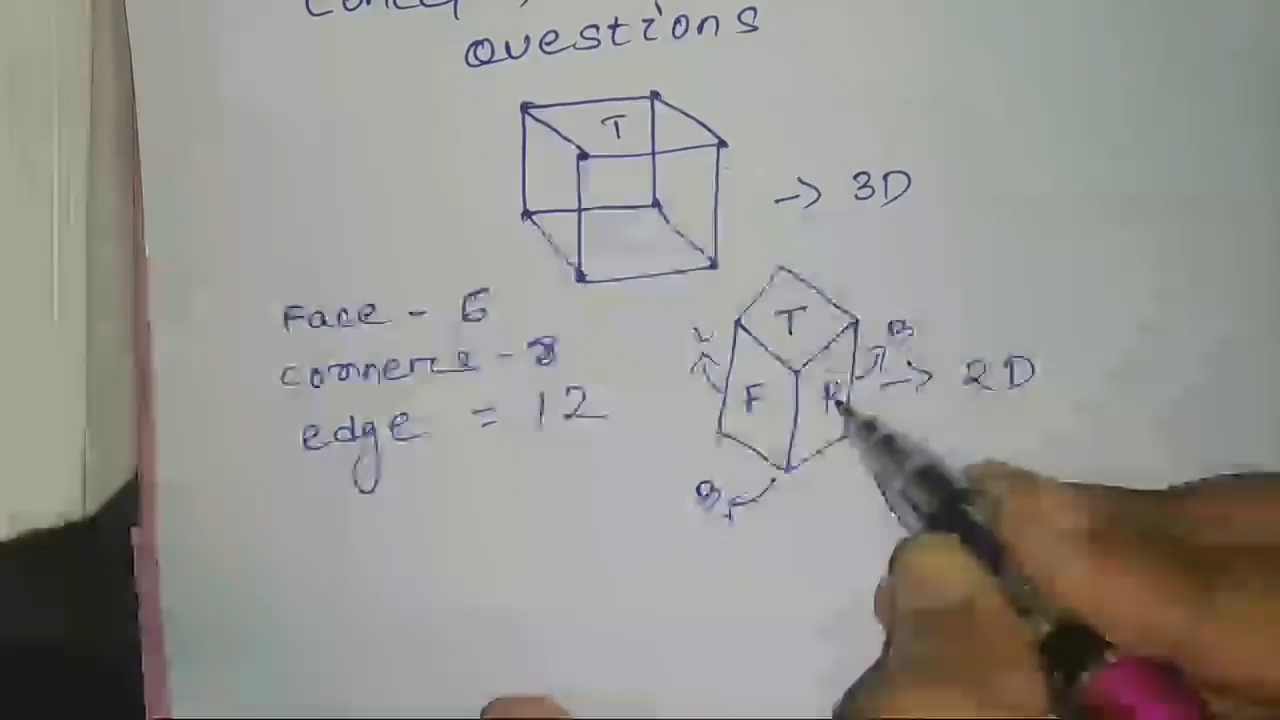 questions
T
→ 3D
Face - 6
corners - 8
edge = 12
T
L
B
F
R
→ 2D
B